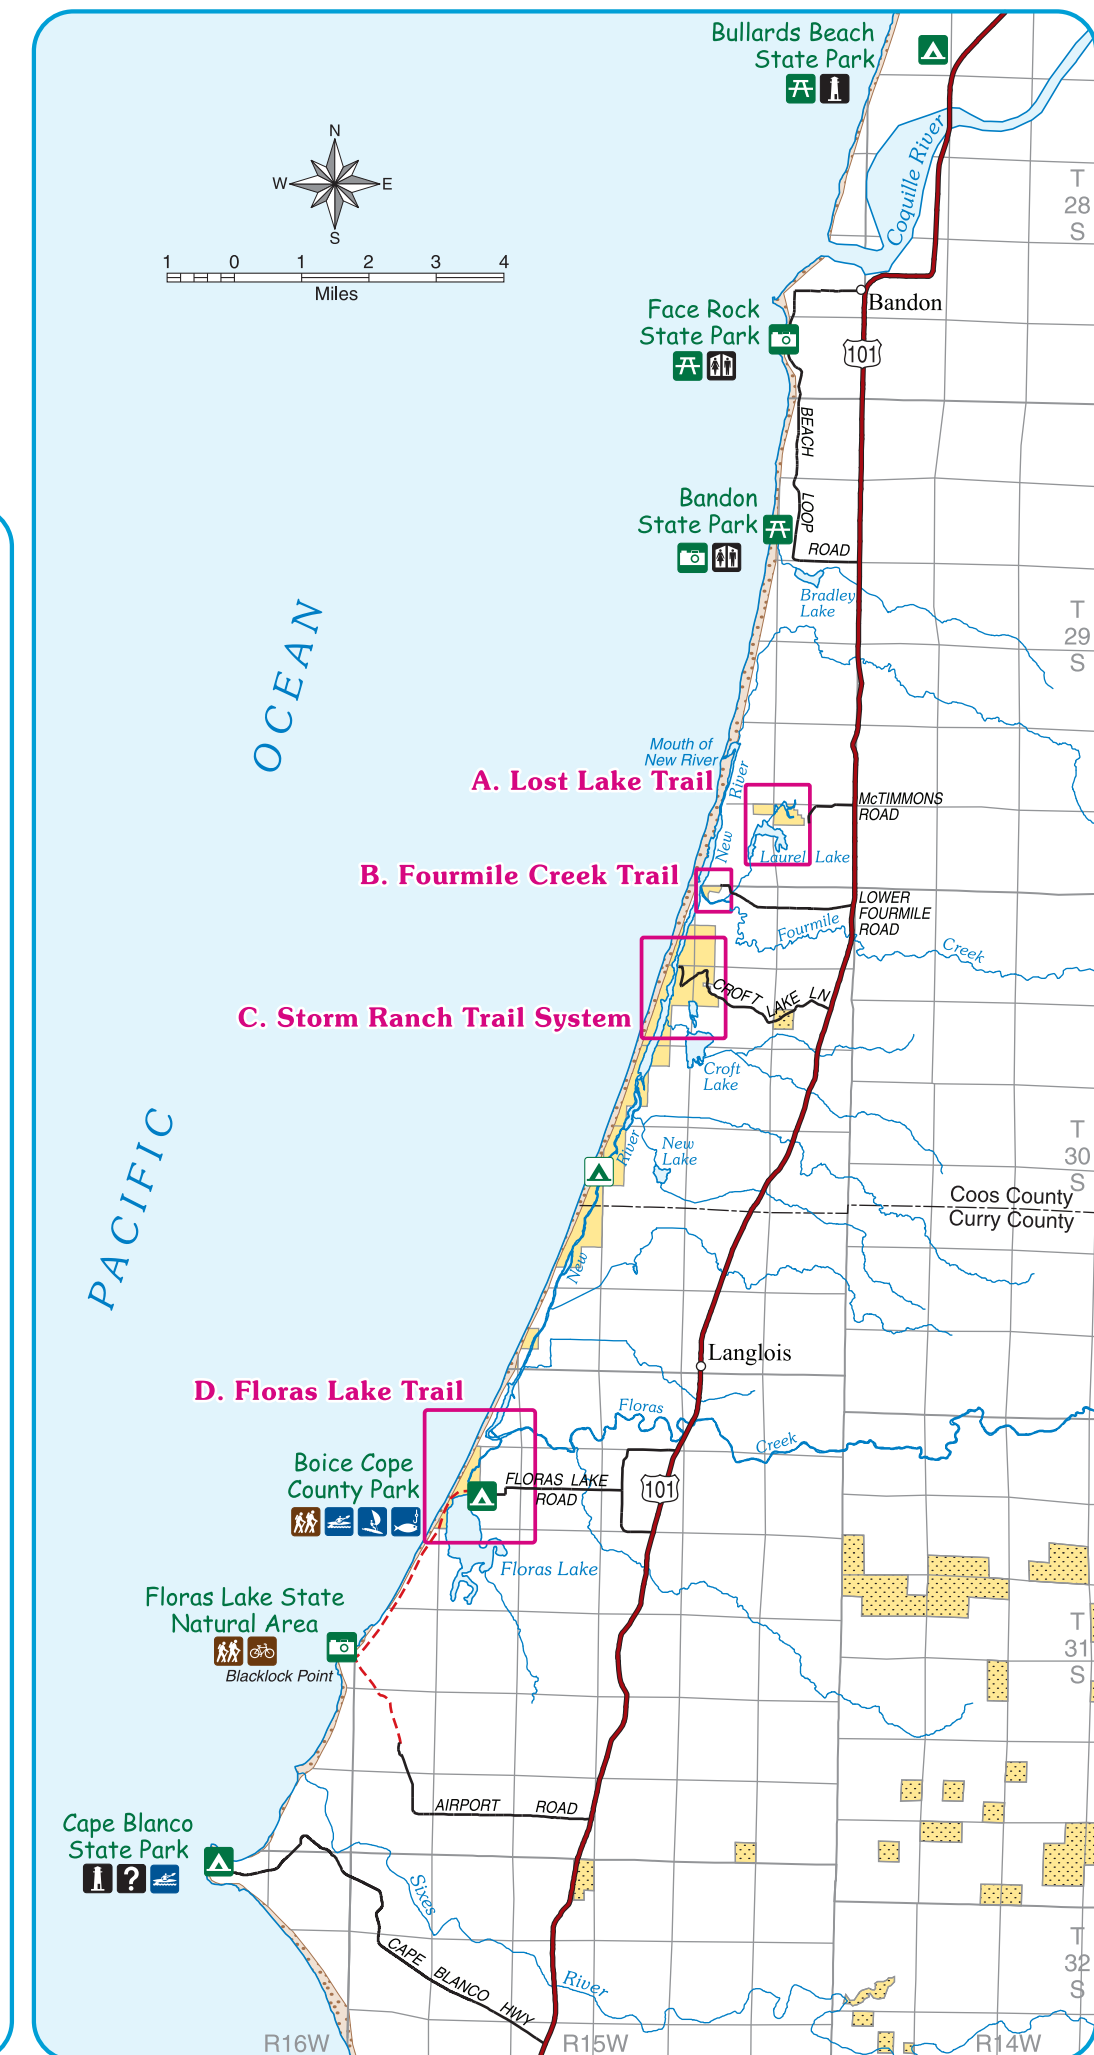 Bullards Beach
State Park
N
W
E
S
1 0 1 2 3 4
Miles
Coquille River
T
28
S
Bandon
Face Rock
State Park
101
BEACH
LOOP
ROAD
Bandon
State Park
Bradley
Lake
T
29
S
OCEAN
PACIFIC
Mouth of
New River
A. Lost Lake Trail
New River
McTIMMONS
ROAD
Laurel Lake
B. Fourmile Creek Trail
LOWER
FOURMILE
ROAD
Fourmile Creek
C. Storm Ranch Trail System
CROFT LAKE LN
Croft
Lake
New River
New
Lake
T
30
S
Coos County
Curry County
Langlois
D. Floras Lake Trail
Floras Creek
Boice Cope
County Park
FLORAS LAKE
ROAD
101
Floras Lake
Floras Lake State
Natural Area
Blacklock Point
T
31
S
AIRPORT ROAD
Cape Blanco
State Park
?
Sixes River
CAPE BLANCO HWY
T
32
S
R16W
R15W
R14W